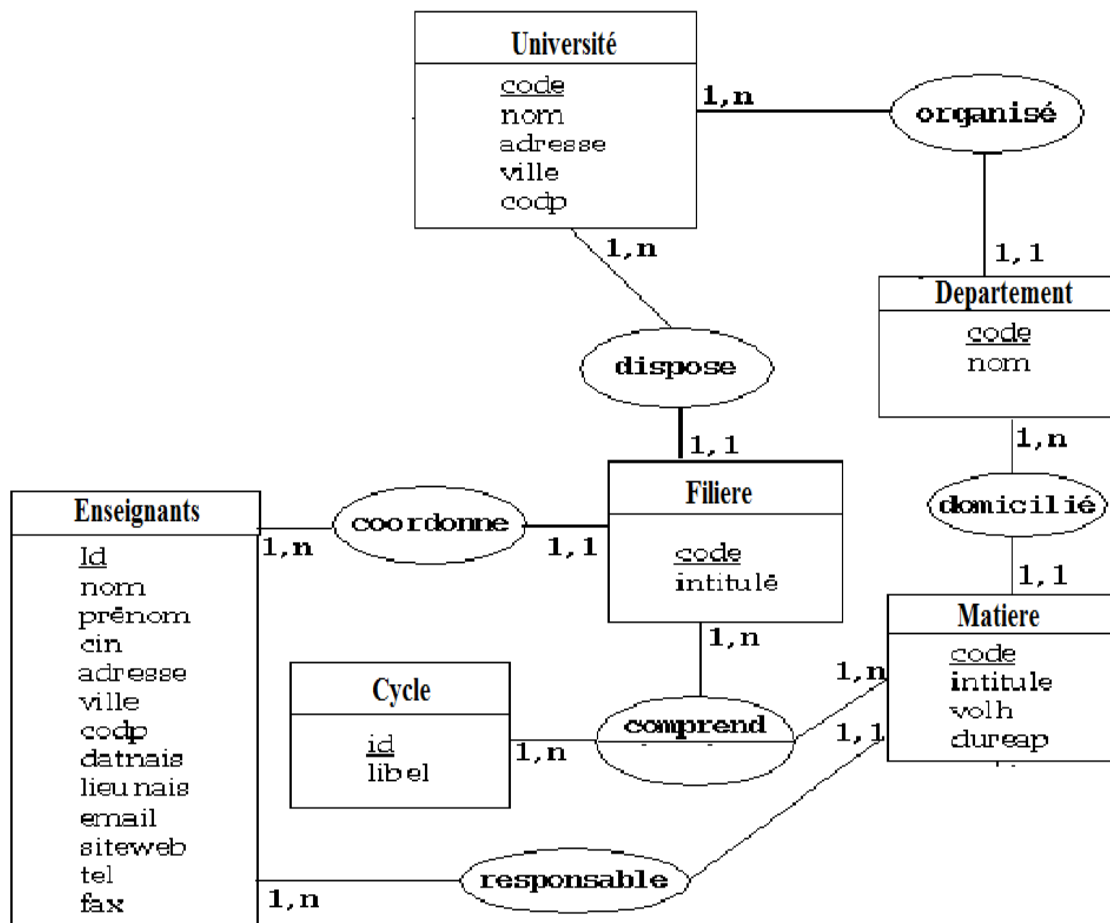 Université
code
nom
adresse
ville
codp
1,n
organisé
1,n
1,1
Departement
code
nom
dispose
1,1
1,n
Filiere
code
intitulé
domicilié
Enseignants
Id
nom
prénom
cin
adresse
ville
codp
datnais
lieunais
email
siteweb
tel
fax
1,n
coordonne
1,1
1,1
Matiere
code
intitule
volh
dureap
1,n
Cycle
id
libel
1,n
comprend
1,n
1,1
1,n
responsable